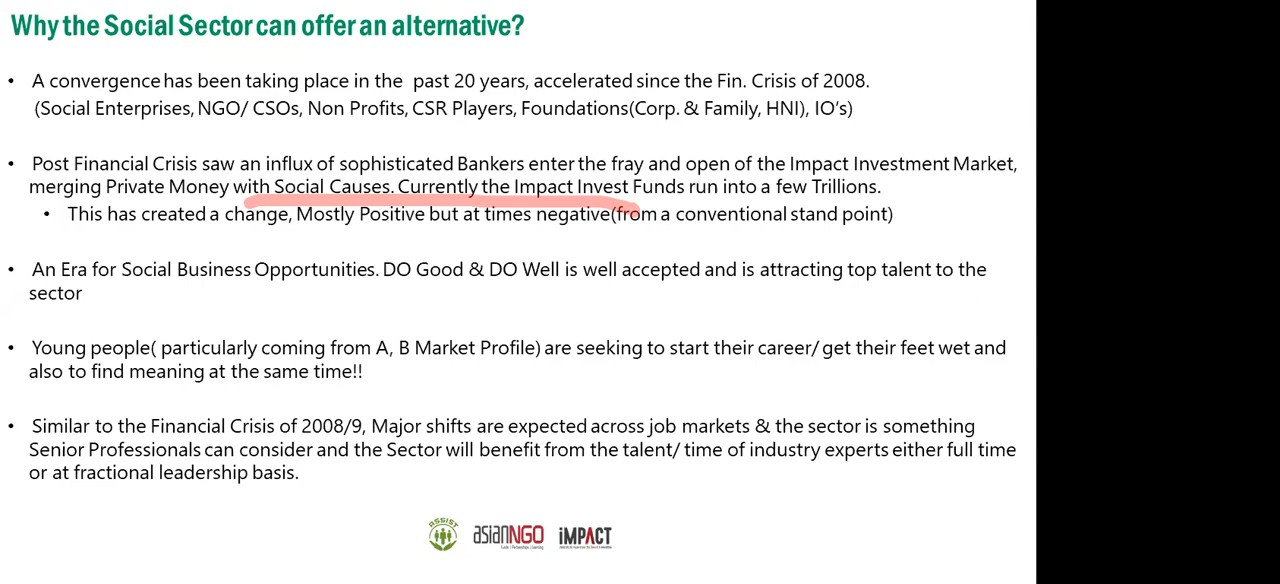 Why the Social Sector can offer an alternative?
• A convergence has been taking place in the past 20 years, accelerated since the Fin. Crisis of 2008.
(Social Enterprises, NGO/ CSOs, Non Profits, CSR Players, Foundations(Corp. & Family, HNI), IO's)
• Post Financial Crisis saw an influx of sophisticated Bankers enter the fray and open of the Impact Investment Market,
merging Private Money with Social Causes. Currently the Impact Invest Funds run into a few Trillions.
• This has created a change, Mostly Positive but at times negative(from a conventional stand point)
• An Era for Social Business Opportunities. DO Good & DO Well is well accepted and is attracting top talent to the
sector
• Young people( particularly coming from A, B Market Profile) are seeking to start their career/ get their feet wet and
also to find meaning at the same time!!
• Similar to the Financial Crisis of 2008/9, Major shifts are expected across job markets & the sector is something
Senior Professionals can consider and the Sector will benefit from the talent/ time of industry experts either full time
or at fractional leadership basis.
ASSIST
asianNGO
iMPACT